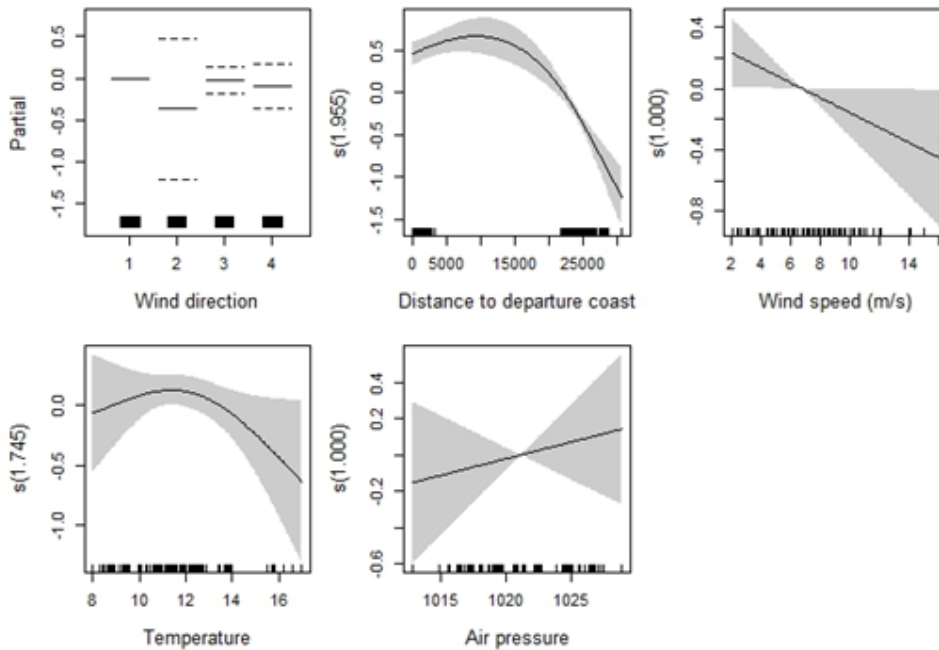 Partial
0.5
0.0
-0.5
-1.0
-1.5
1 2 3 4
Wind direction
s(1.955)
0.5
0.0
-0.5
-1.0
-1.5
0 5000 15000 25000
Distance to departure coast
s(1.000)
0.4
0.0
-0.4
-0.8
2 4 6 8 10 14
Wind speed (m/s)
s(1.745)
0.0
-0.5
-1.0
8 10 12 14 16
Temperature
s(1.000)
0.4
0.2
-0.2
-0.6
1015 1020 1025
Air pressure